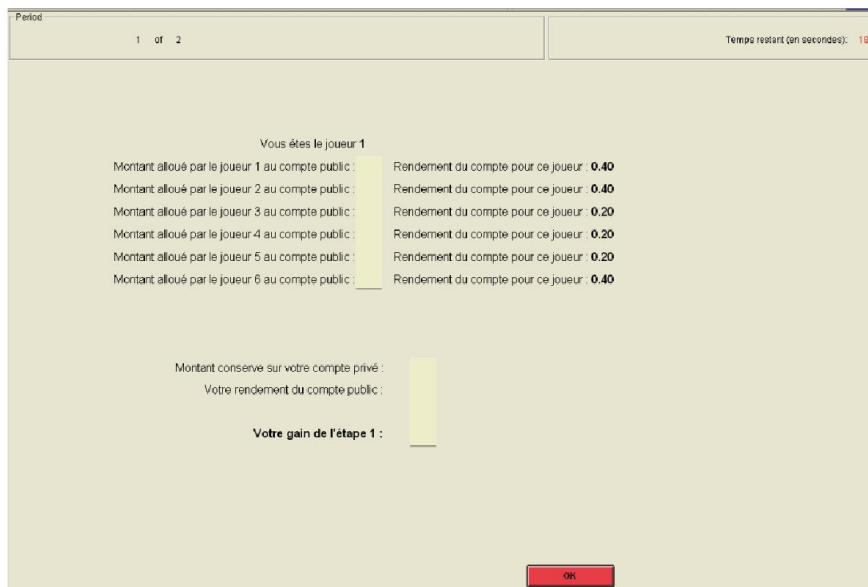 Period
1 of 2
Temps restant (en secondes): 18
Vous êtes le joueur 1
Montant alloué par le joueur 1 au compte public : Rendement du compte pour ce joueur : 0.40
Montant alloué par le joueur 2 au compte public : Rendement du compte pour ce joueur : 0.40
Montant alloué par le joueur 3 au compte public : Rendement du compte pour ce joueur : 0.20
Montant alloué par le joueur 4 au compte public : Rendement du compte pour ce joueur : 0.20
Montant alloué par le joueur 5 au compte public : Rendement du compte pour ce joueur : 0.20
Montant alloué par le joueur 6 au compte public : Rendement du compte pour ce joueur : 0.40
Montant conserve sur votre compte privé :
Votre rendement du compte public :
Votre gain de l'étape 1 :
OK